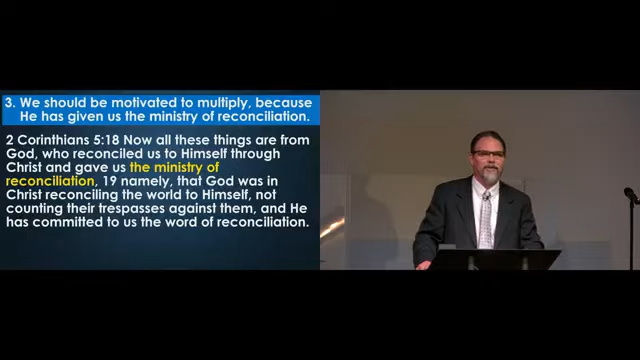 3. We should be motivated to multiply, because
He has given us the ministry of reconciliation.
2 Corinthians 5:18 Now all these things are from
God, who reconciled us to Himself through
Christ and gave us the ministry of
reconciliation, 19 namely, that God was in
Christ reconciling the world to Himself, not
counting their trespasses against them, and He
has committed to us the word of reconciliation.